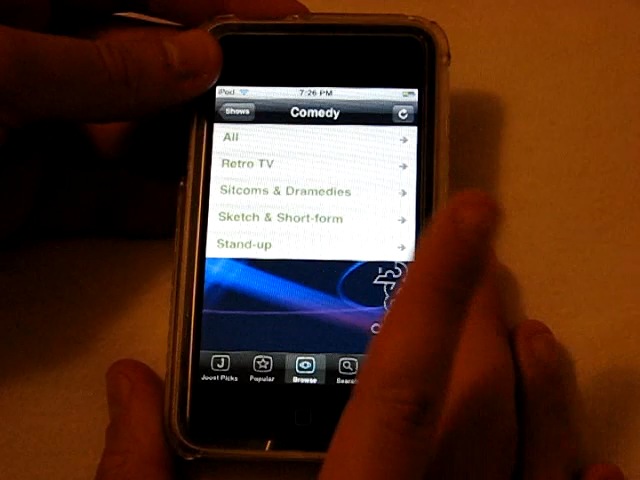 iPod 7:26 PM
Shows Comedy
All
Retro TV
Sitcoms & Dramedies
Sketch & Short-form
Stand-up
Joost Picks Popular Browse Search